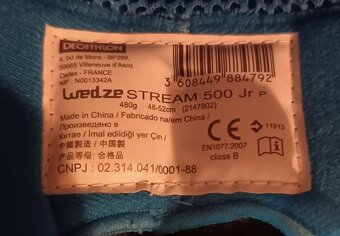 DECATHLON
4, bd de Mons - BP299,
59665 Villeneuve d'Ascq
Cedex - FRANCE
N° : N0013342A
3 608449 884792
Wedze STREAM 500 Jr P
480g 48-52cm (2147802)
Made in China / Fabricado na/em China /
Произведено в
Китае / İmal edildiği yer Çin /
中國製造 / 中国制
产品等级: 合格品
CE 11913
EN1077:2007
class B
CNPJ : 02.314.041/0001-88